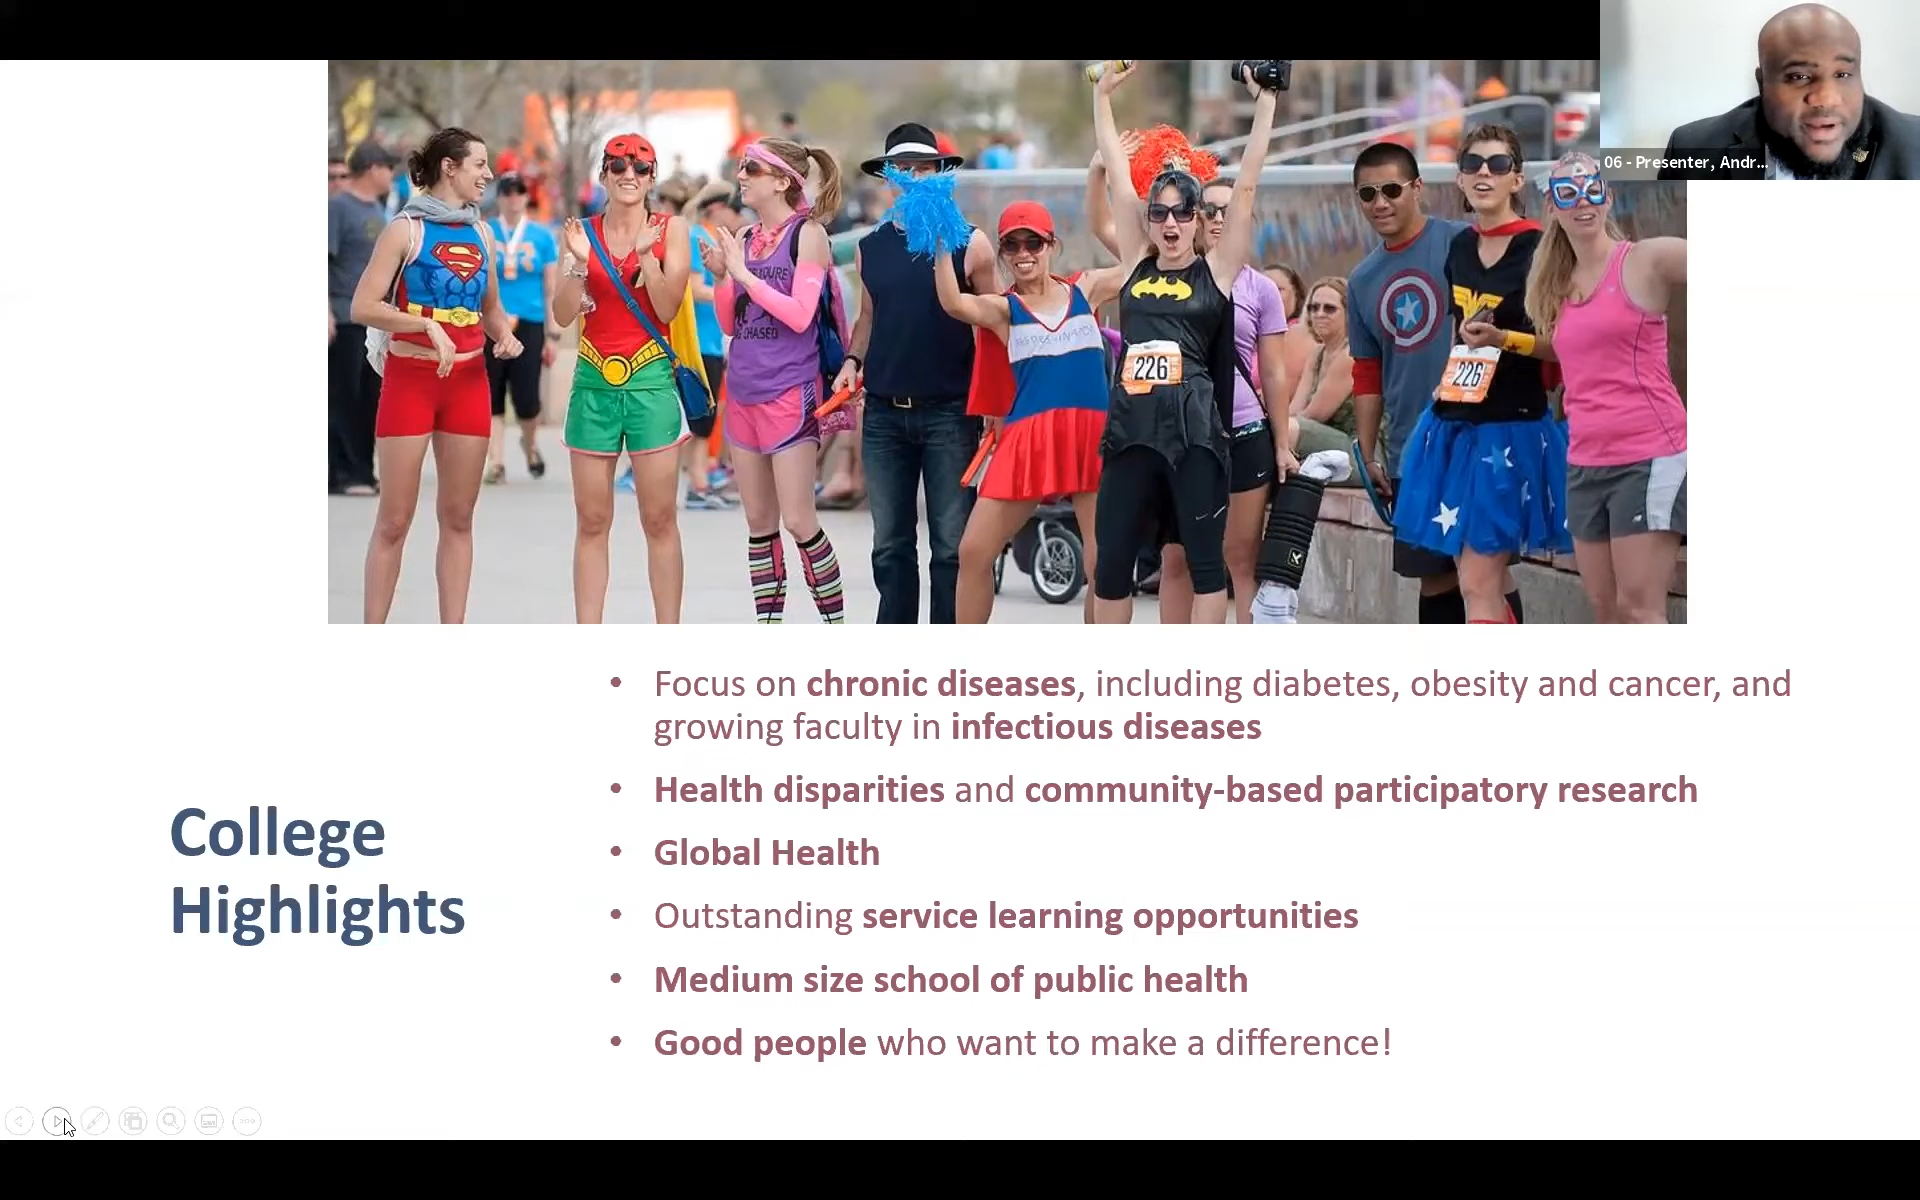 06 - Presenter, Andr...
CHASED
226
226
College
Highlights
• Focus on chronic diseases, including diabetes, obesity and cancer, and
growing faculty in infectious diseases
• Health disparities and community-based participatory research
• Global Health
• Outstanding service learning opportunities
• Medium size school of public health
• Good people who want to make a difference!